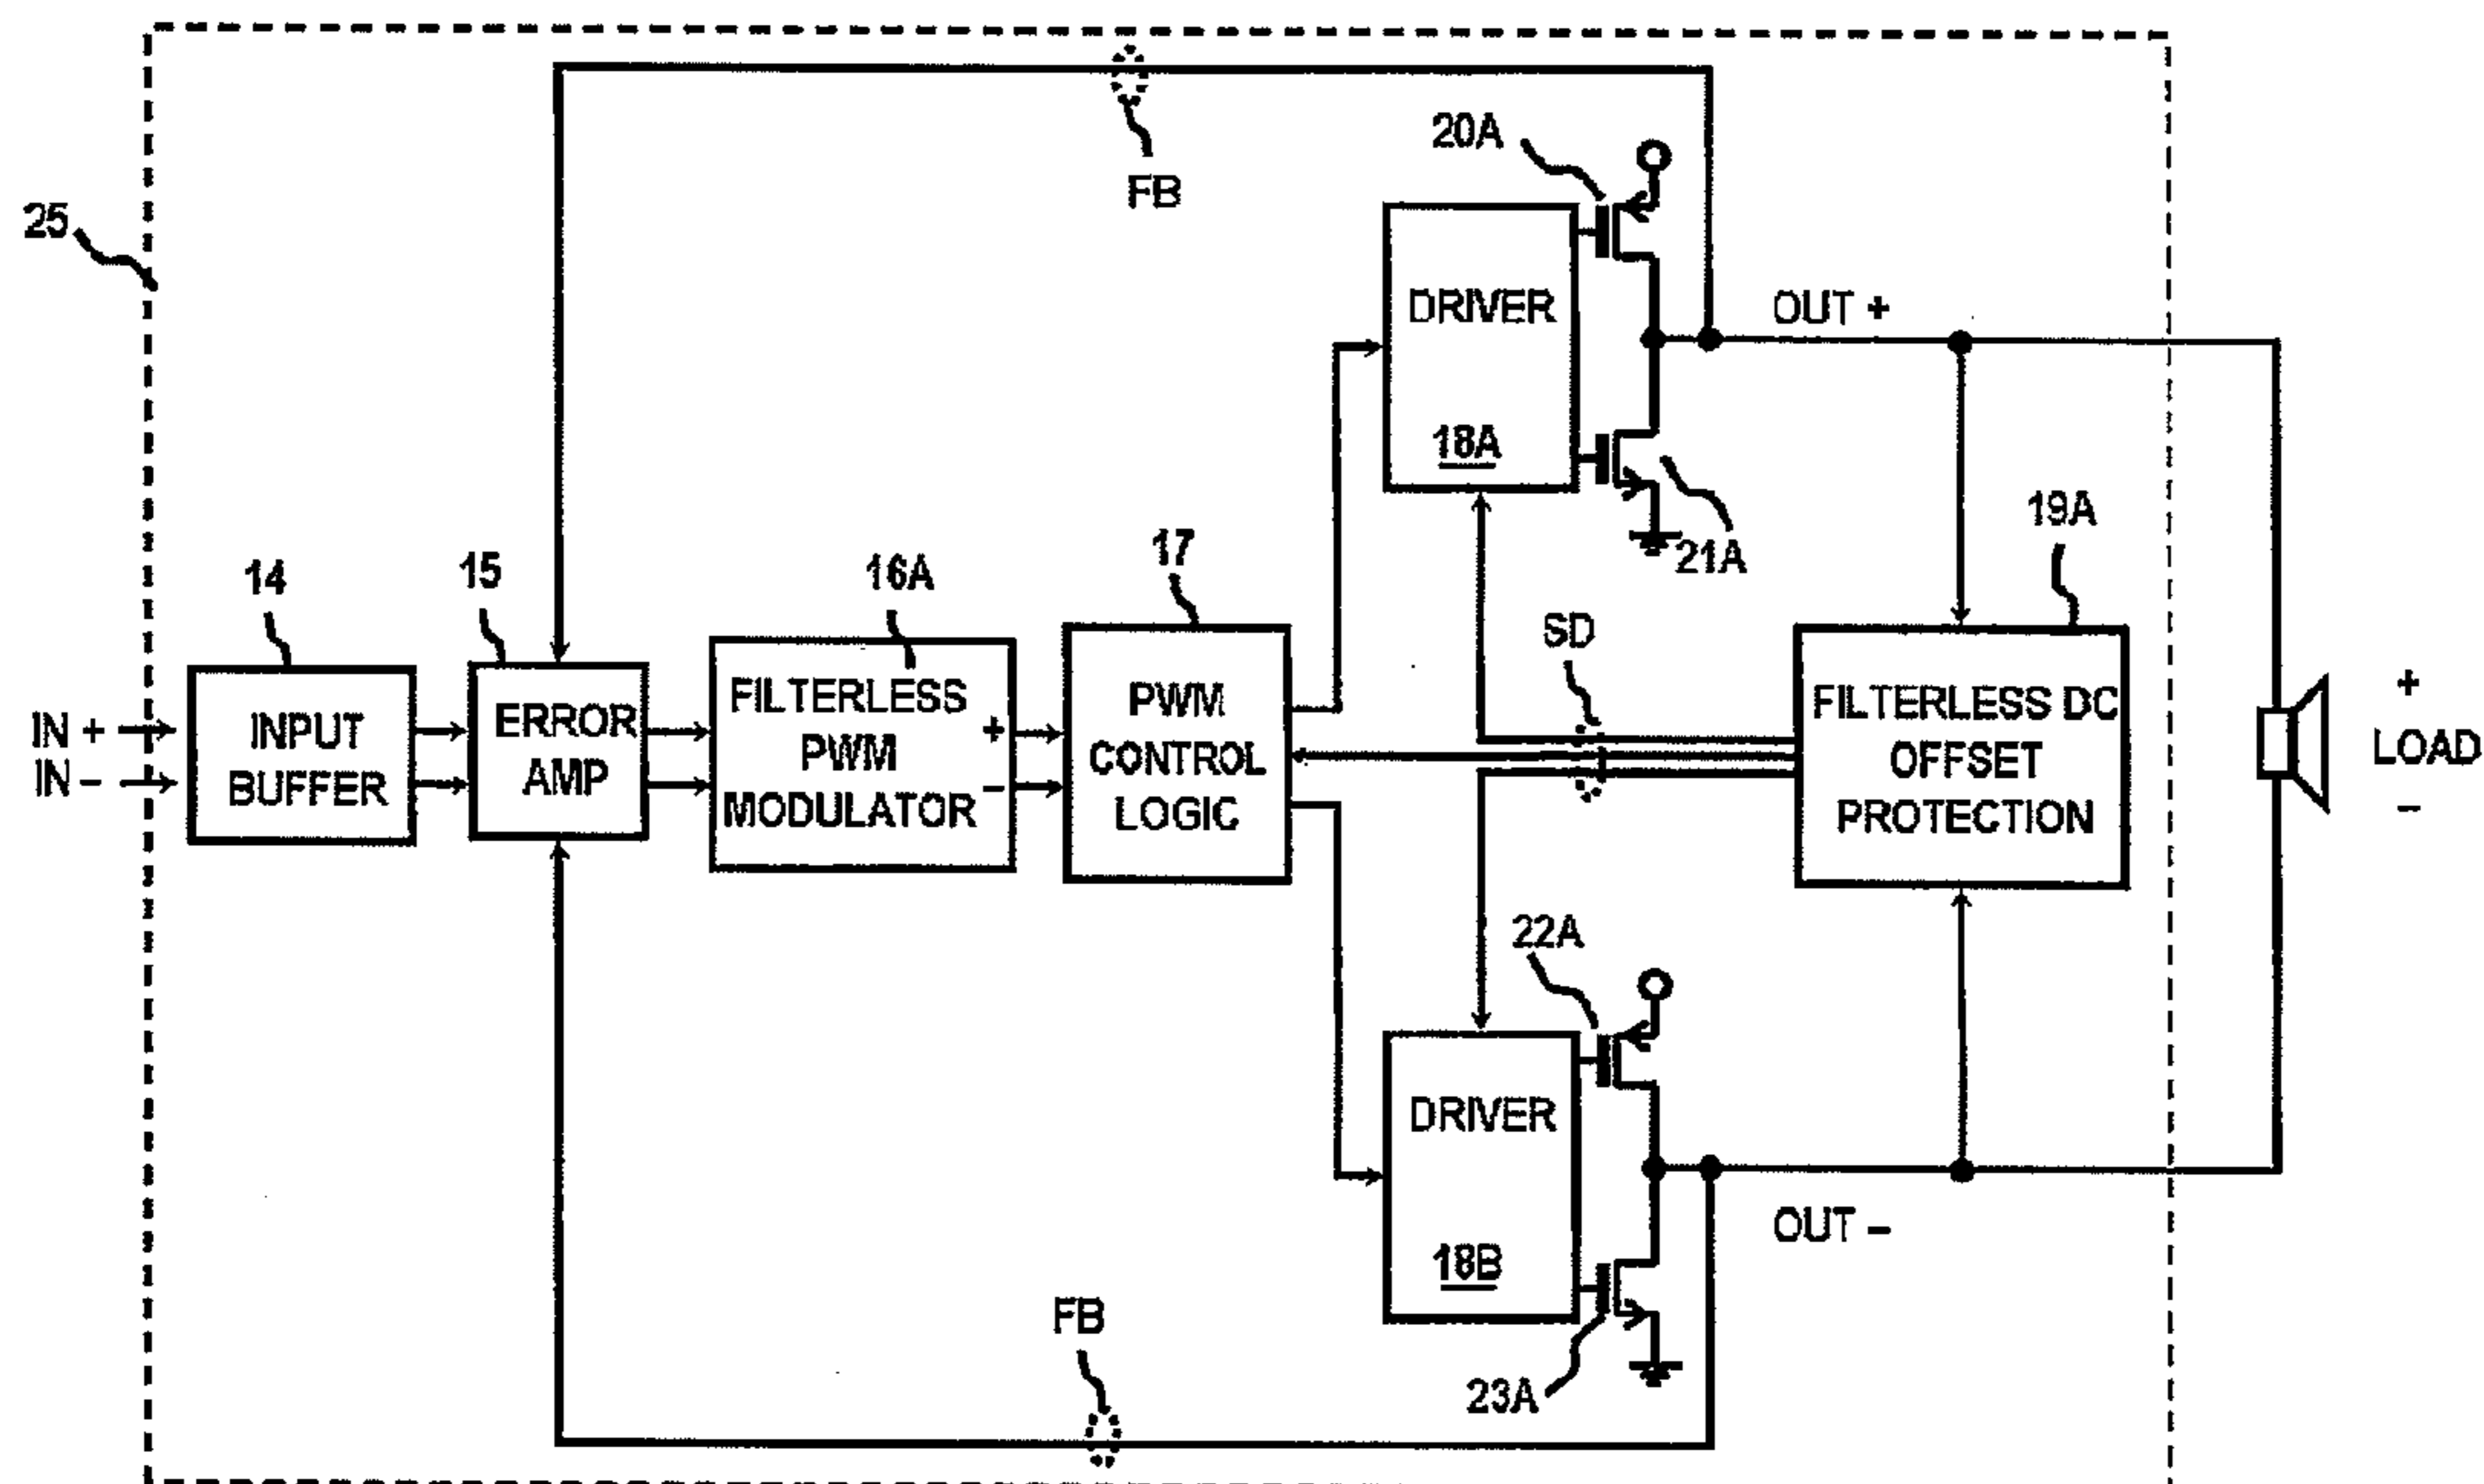 FB
20A
25
DRIVER
18A
OUT +
21A
19A
14
15
16A
17
SD
IN +
IN −
INPUT
BUFFER
ERROR
AMP
FILTERLESS
PWM
MODULATOR
+
−
PWM
CONTROL
LOGIC
FILTERLESS DC
OFFSET
PROTECTION
+
LOAD
−
22A
DRIVER
18B
OUT −
23A
FB